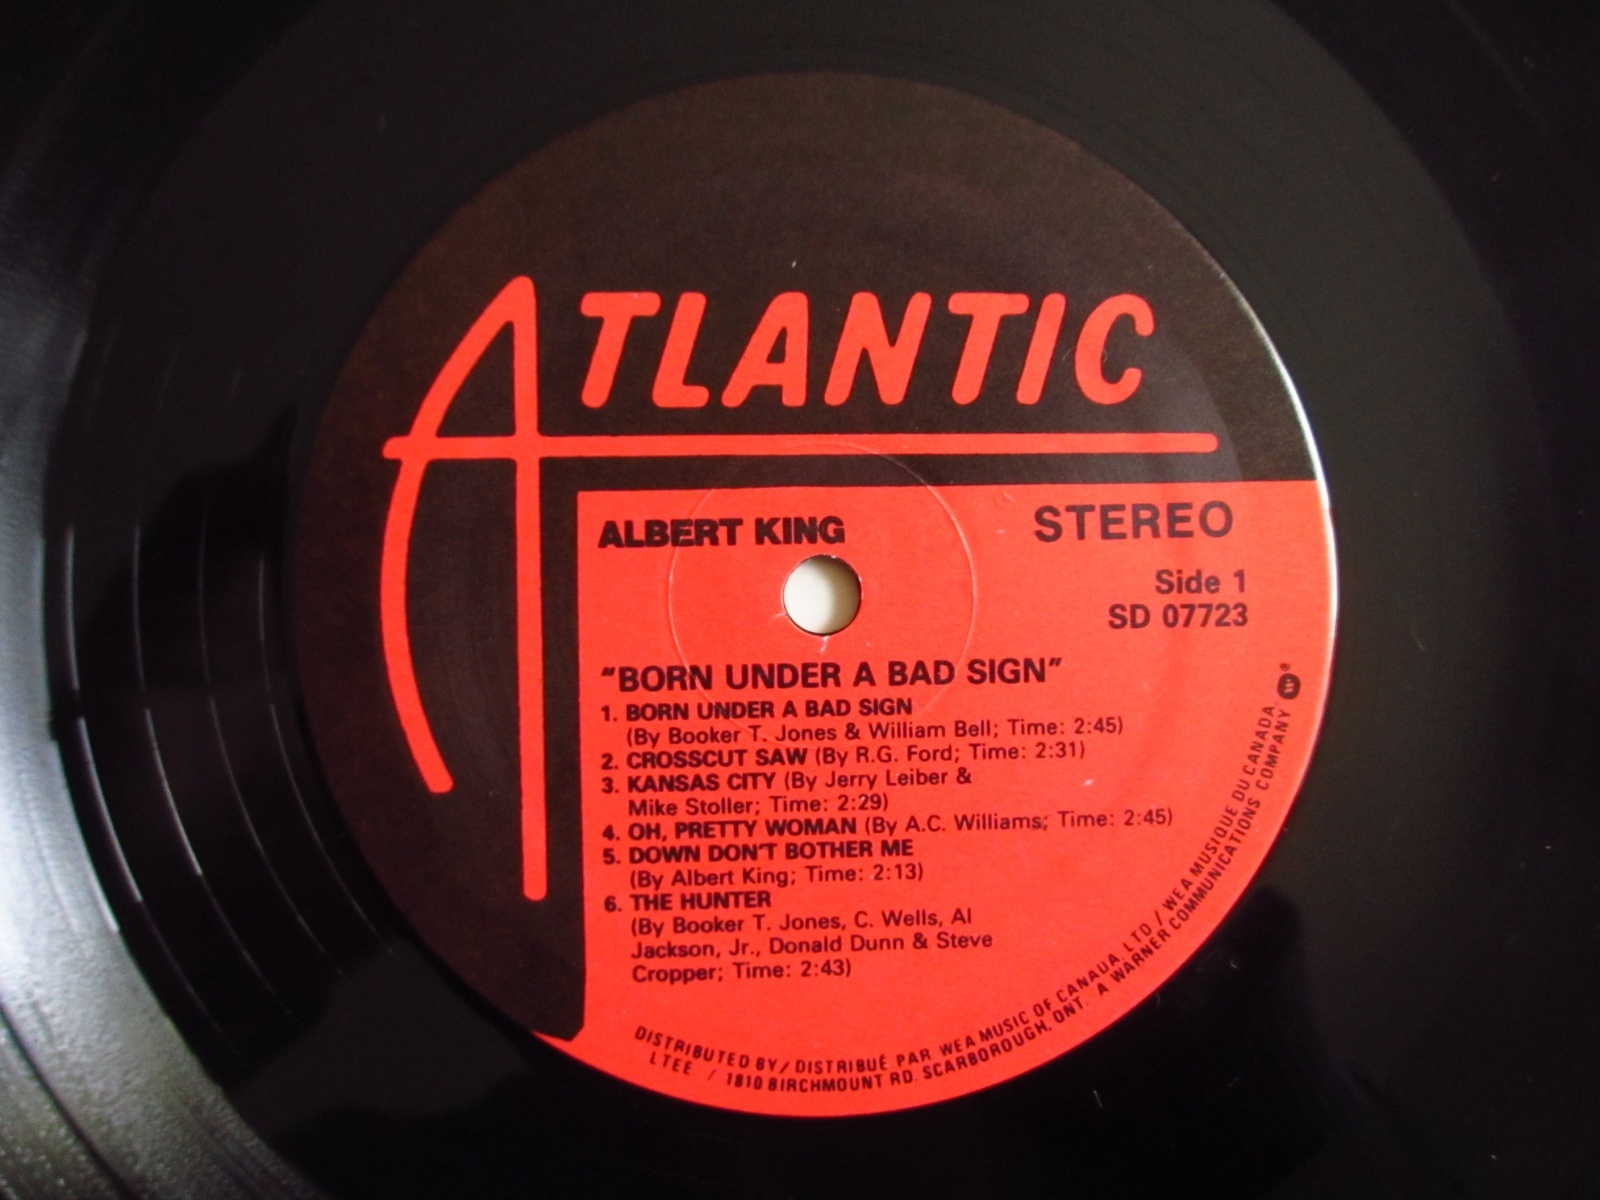 ATLANTIC
ALBERT KING
STEREO
Side 1
SD 07723
"BORN UNDER A BAD SIGN"
1. BORN UNDER A BAD SIGN
(By Booker T. Jones & William Bell; Time: 2:45)
2. CROSSCUT SAW (By R.G. Ford; Time: 2:31)
3. KANSAS CITY (By Jerry Leiber &
Mike Stoller; Time: 2:29)
4. OH, PRETTY WOMAN (By A.C. Williams; Time: 2:45)
5. DOWN DON'T BOTHER ME
(By Albert King; Time: 2:13)
6. THE HUNTER
(By Booker T. Jones, C. Wells, Al
Jackson, Jr., Donald Dunn & Steve
Cropper; Time: 2:43)
DISTRIBUTED BY / DISTRIBUÉ PAR WEA MUSIC OF CANADA, LTD / WEA MUSIQUE DU CANADA,
LTEE / 1810 BIRCHMOUNT RD. SCARBOROUGH, ONT. A WARNER COMMUNICATIONS COMPANY
W®